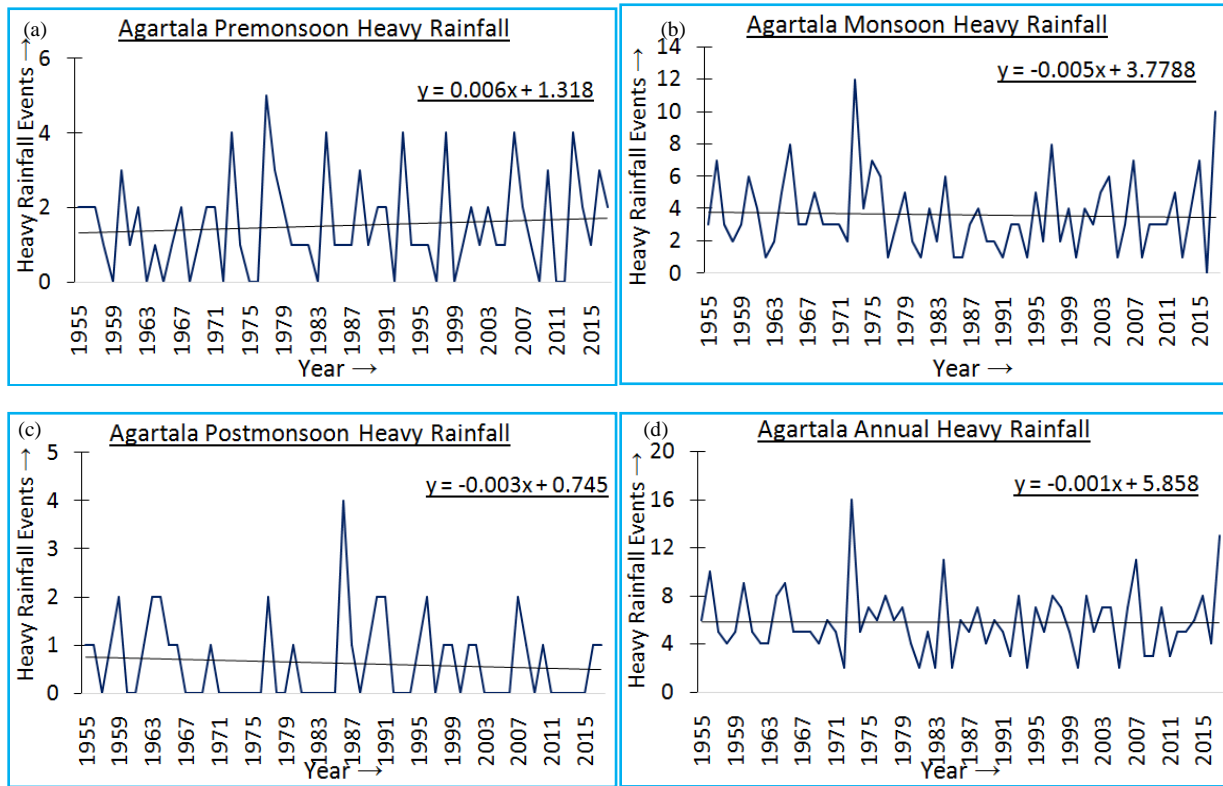 (a)
Agartala Premonsoon Heavy Rainfall
y = 0.006x + 1.318
Heavy Rainfall Events →
6
4
2
0
1955 1959 1963 1967 1971 1975 1979 1983 1987 1991 1995 1999 2003 2007 2011 2015
Year →
(b)
Agartala Monsoon Heavy Rainfall
y = -0.005x + 3.7788
Heavy Rainfall Events →
14
12
10
8
6
4
2
0
1955 1959 1963 1967 1971 1975 1979 1983 1987 1991 1995 1999 2003 2007 2011 2015
Year →
(c)
Agartala Postmonsoon Heavy Rainfall
y = -0.003x + 0.745
Heavy Rainfall Events →
5
4
3
2
1
0
1955 1959 1963 1967 1971 1975 1979 1983 1987 1991 1995 1999 2003 2007 2011 2015
Year →
(d)
Agartala Annual Heavy Rainfall
y = -0.001x + 5.858
Heavy Rainfall Events →
20
16
12
8
4
0
1955 1959 1963 1967 1971 1975 1979 1983 1987 1991 1995 1999 2003 2007 2011 2015
Year →